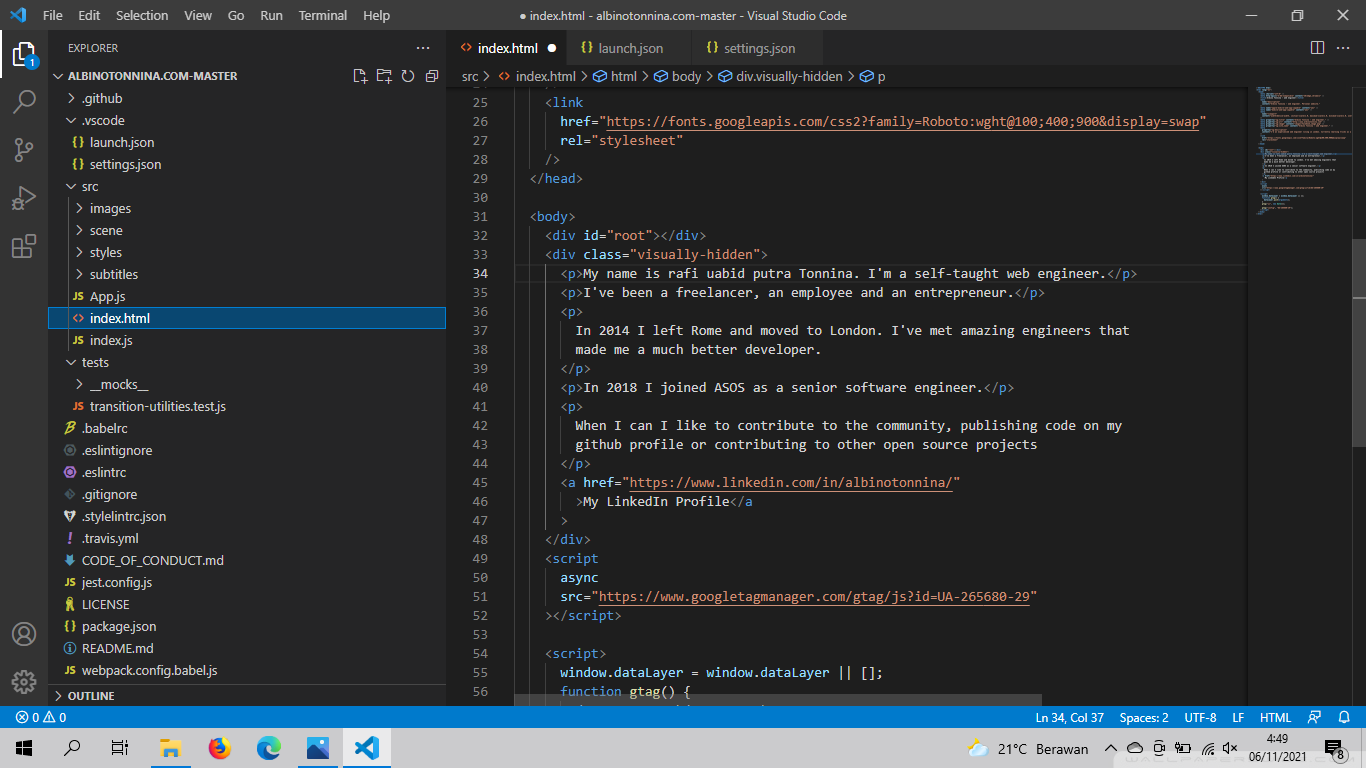 File Edit Selection View Go Run Terminal Help
● index.html - albinotonnina.com-master - Visual Studio Code
EXPLORER
ALBINOTONNINA.COM-MASTER
.github
.vscode
launch.json
settings.json
src
images
scene
styles
subtitles
App.js
index.html
index.js
tests
__mocks__
transition-utilities.test.js
.babelrc
.eslintignore
.eslintrc
.gitignore
.stylelintrc.json
.travis.yml
CODE_OF_CONDUCT.md
jest.config.js
LICENSE
package.json
README.md
webpack.config.babel.js
OUTLINE
index.html ● launch.json settings.json
src > index.html > html > body > div.visually-hidden > p
25 <link
26 href="https://fonts.googleapis.com/css2?family=Roboto:wght@100;400;900&display=swap"
27 rel="stylesheet"
28 />
29 </head>
30
31 <body>
32 <div id="root"></div>
33 <div class="visually-hidden">
34 <p>My name is rafi uabid putra Tonnina. I'm a self-taught web engineer.</p>
35 <p>I've been a freelancer, an employee and an entrepreneur.</p>
36 <p>
37 In 2014 I left Rome and moved to London. I've met amazing engineers that
38 made me a much better developer.
39 </p>
40 <p>In 2018 I joined ASOS as a senior software engineer.</p>
41 <p>
42 When I can I like to contribute to the community, publishing code on my
43 github profile or contributing to other open source projects
44 </p>
45 <a href="https://www.linkedin.com/in/albinotonnina/"
46 >My LinkedIn Profile</a
47 >
48 </div>
49 <script
50 async
51 src="https://www.googletagmanager.com/gtag/js?id=UA-265680-29"
52 ></script>
53
54 <script>
55 window.dataLayer = window.dataLayer || [];
56 function gtag() {
0 0 Ln 34, Col 37 Spaces: 2 UTF-8 LF HTML
21°C Berawan 4:49
06/11/2021
8
1